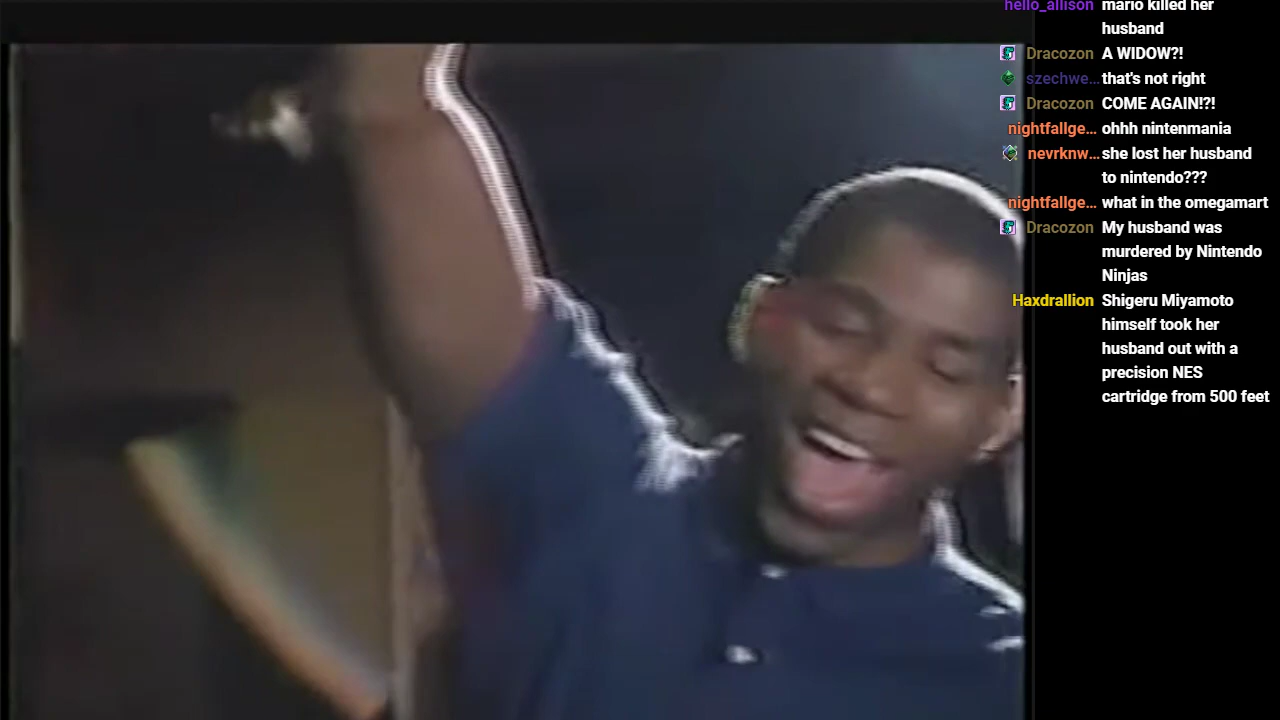 hello_allison mario killed her
husband
Dracozon A WIDOW?!
szechwe... that's not right
Dracozon COME AGAIN!?!
nightfallge... ohhh nintenmania
nevrknw... she lost her husband
to nintendo???
nightfallge... what in the omegamart
Dracozon My husband was
murdered by Nintendo
Ninjas
Haxdrallion Shigeru Miyamoto
himself took her
husband out with a
precision NES
cartridge from 500 feet